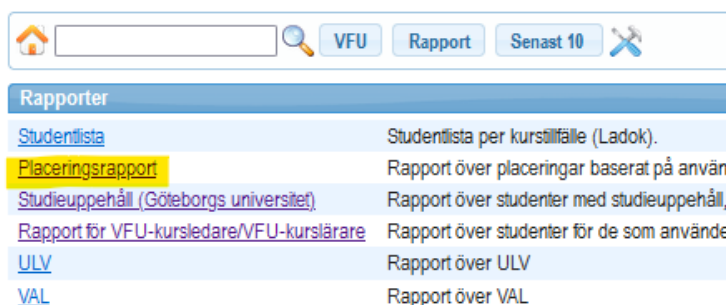 VFU Rapport Senast 10
Rapporter
Studentlista Studentlista per kurstillfälle (Ladok).
Placeringsrapport Rapport över placeringar baserat på
Studieuppehåll (Göteborgs universitet) Rapport över studenter med studieuppehåll,
Rapport för VFU-kursledare/VFU-kurslärare Rapport över studenter för de som
ULV Rapport över ULV
VAL Rapport över VAL